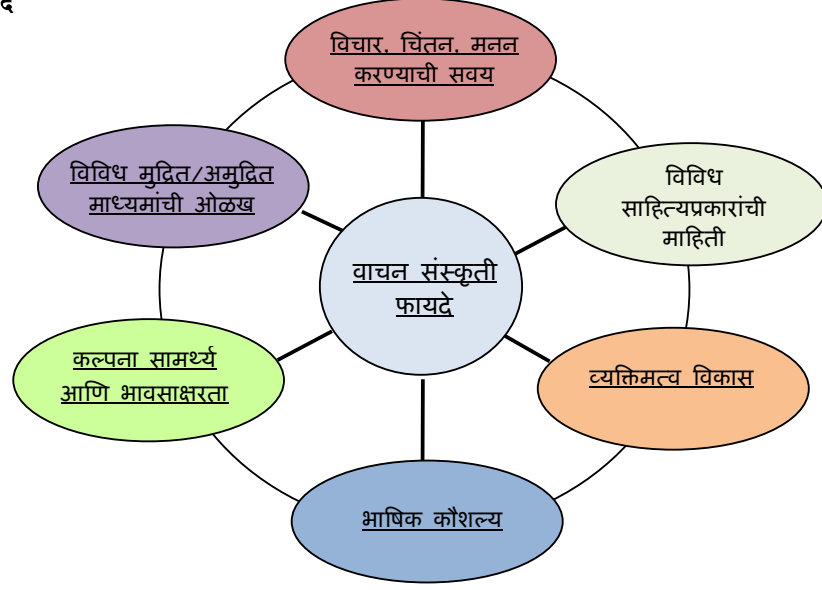 विचार, चिंतन, मनन
करण्याची सवय
विविध
साहित्यप्रकारांची
माहिती
व्यक्तिमत्व विकास
भाषिक कौशल्य
कल्पना सामर्थ्य
आणि भावसाक्षरता
विविध मुद्रित/अमुद्रित
माध्यमांची ओळख
वाचन संस्कृती
फायदे